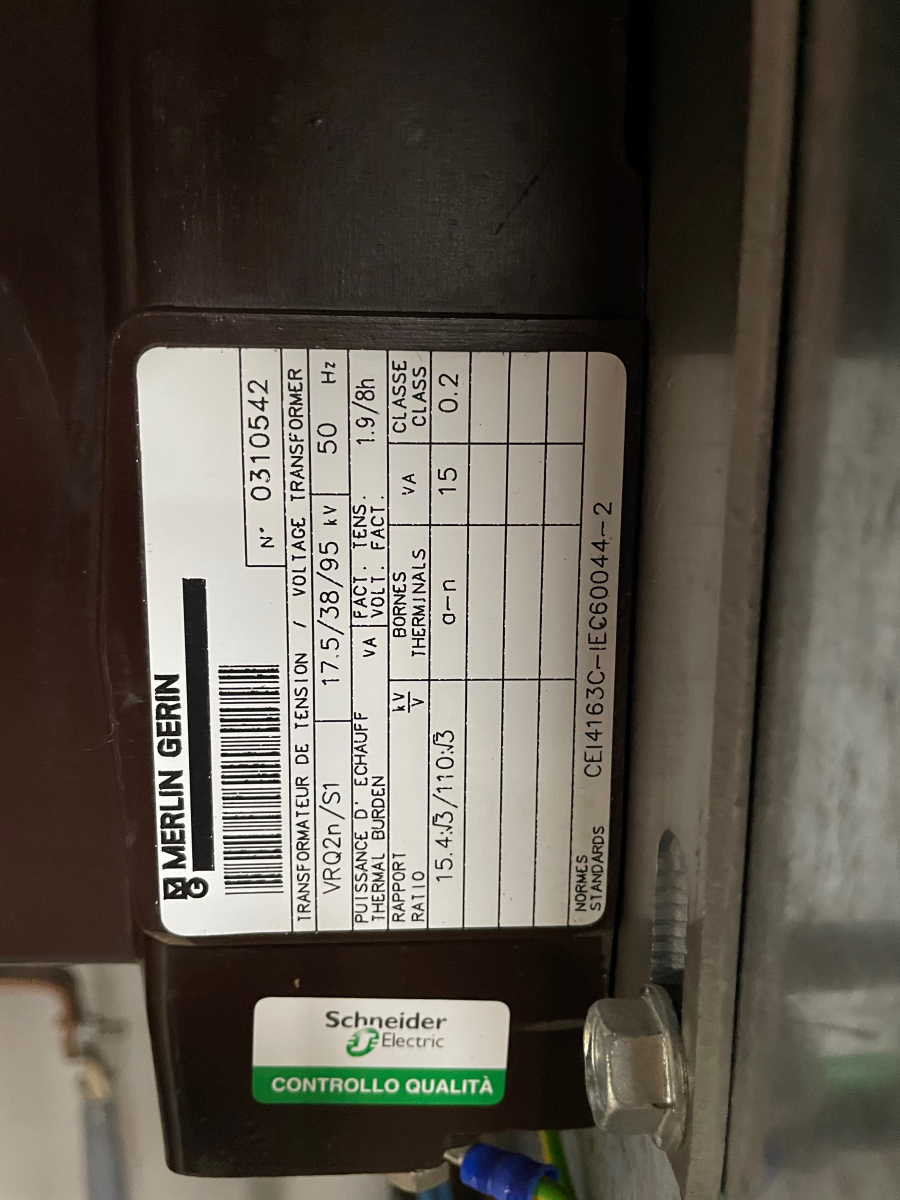 MG MERLIN GERIN
N° 0310542
TRANSFORMATEUR DE TENSION / VOLTAGE TRANSFORMER
VRQ2n/S1 17.5/38/95 kV 50 Hz
PUISSANCE D' ECHAUFF VA FACT. TENS. 1.9/8h
THERMAL BURDEN VOLT. FACT.
RAPPORT kV BORNES VA CLASSE
RATIO V THERMINALS CLASS
15.4:√3/110:√3 a-n 15 0.2
NORMES
STANDARDS CEI4163C-IEC60044-2
Schneider
Electric
CONTROLLO QUALITÀ